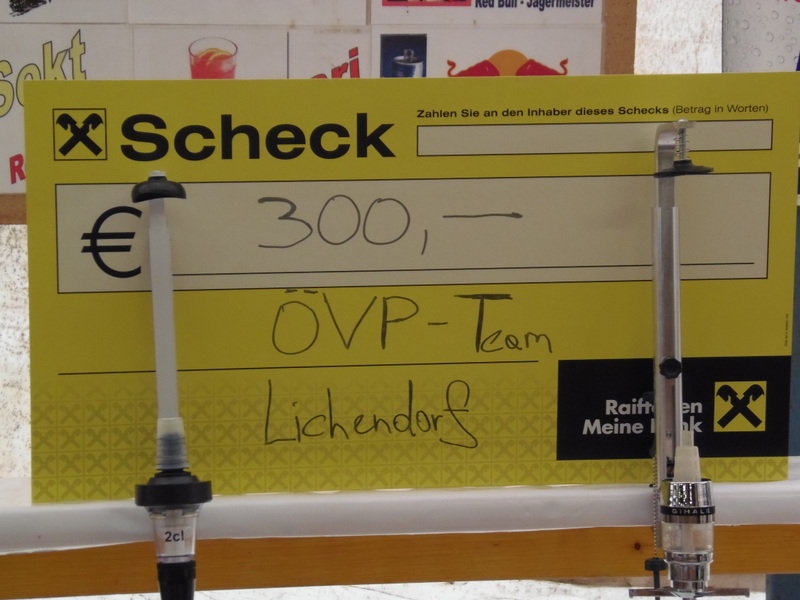 Red Bull - Jägermeister
Sekt
Scheck
Zahlen Sie an den Inhaber dieses Schecks (Betrag in Worten)
€ 300,—
ÖVP-Team
Lichendorf
Meine
2cl